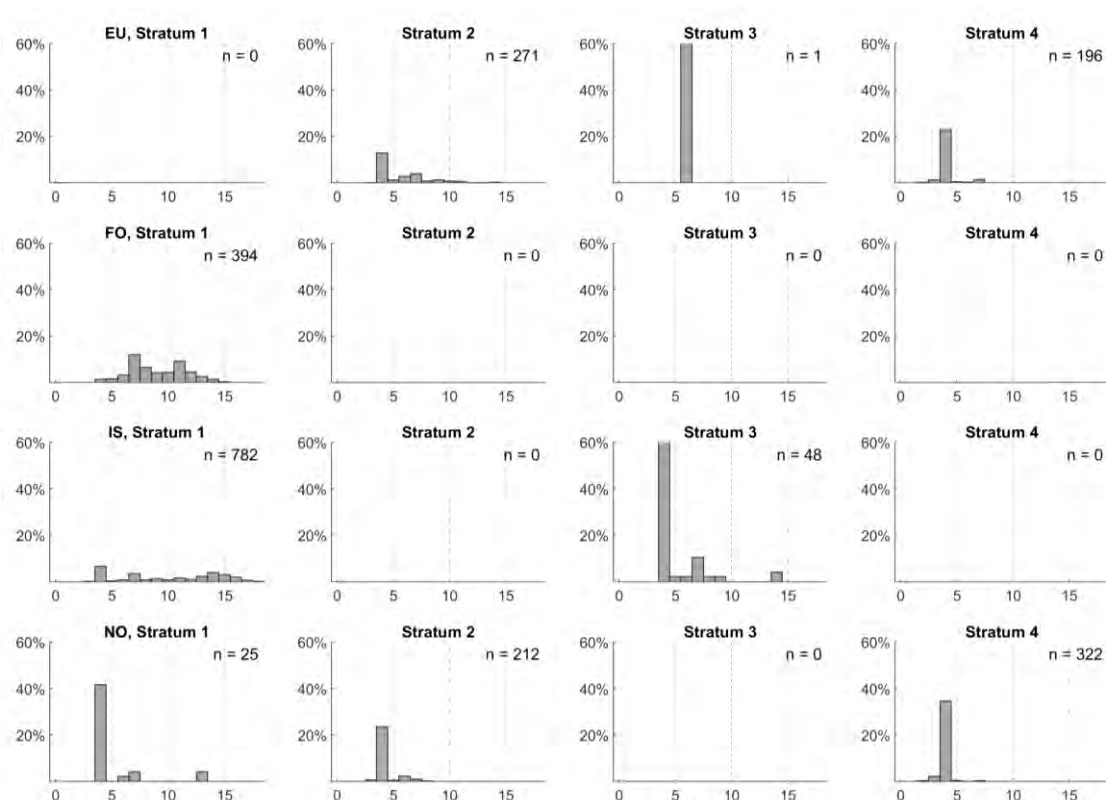 EU, Stratum 1
n = 0
60%
40%
20%
0 5 10 15
Stratum 2
n = 271
60%
40%
20%
0 5 10 15
Stratum 3
n = 1
60%
40%
20%
0 5 10 15
Stratum 4
n = 196
60%
40%
20%
0 5 10 15
FO, Stratum 1
n = 394
60%
40%
20%
0 5 10 15
Stratum 2
n = 0
60%
40%
20%
0 5 10 15
Stratum 3
n = 0
60%
40%
20%
0 5 10 15
Stratum 4
n = 0
60%
40%
20%
0 5 10 15
IS, Stratum 1
n = 782
60%
40%
20%
0 5 10 15
Stratum 2
n = 0
60%
40%
20%
0 5 10 15
Stratum 3
n = 48
60%
40%
20%
0 5 10 15
Stratum 4
n = 0
60%
40%
20%
0 5 10 15
NO, Stratum 1
n = 25
60%
40%
20%
0 5 10 15
Stratum 2
n = 212
60%
40%
20%
0 5 10 15
Stratum 3
n = 0
60%
40%
20%
0 5 10 15
Stratum 4
n = 322
60%
40%
20%
0 5 10 15